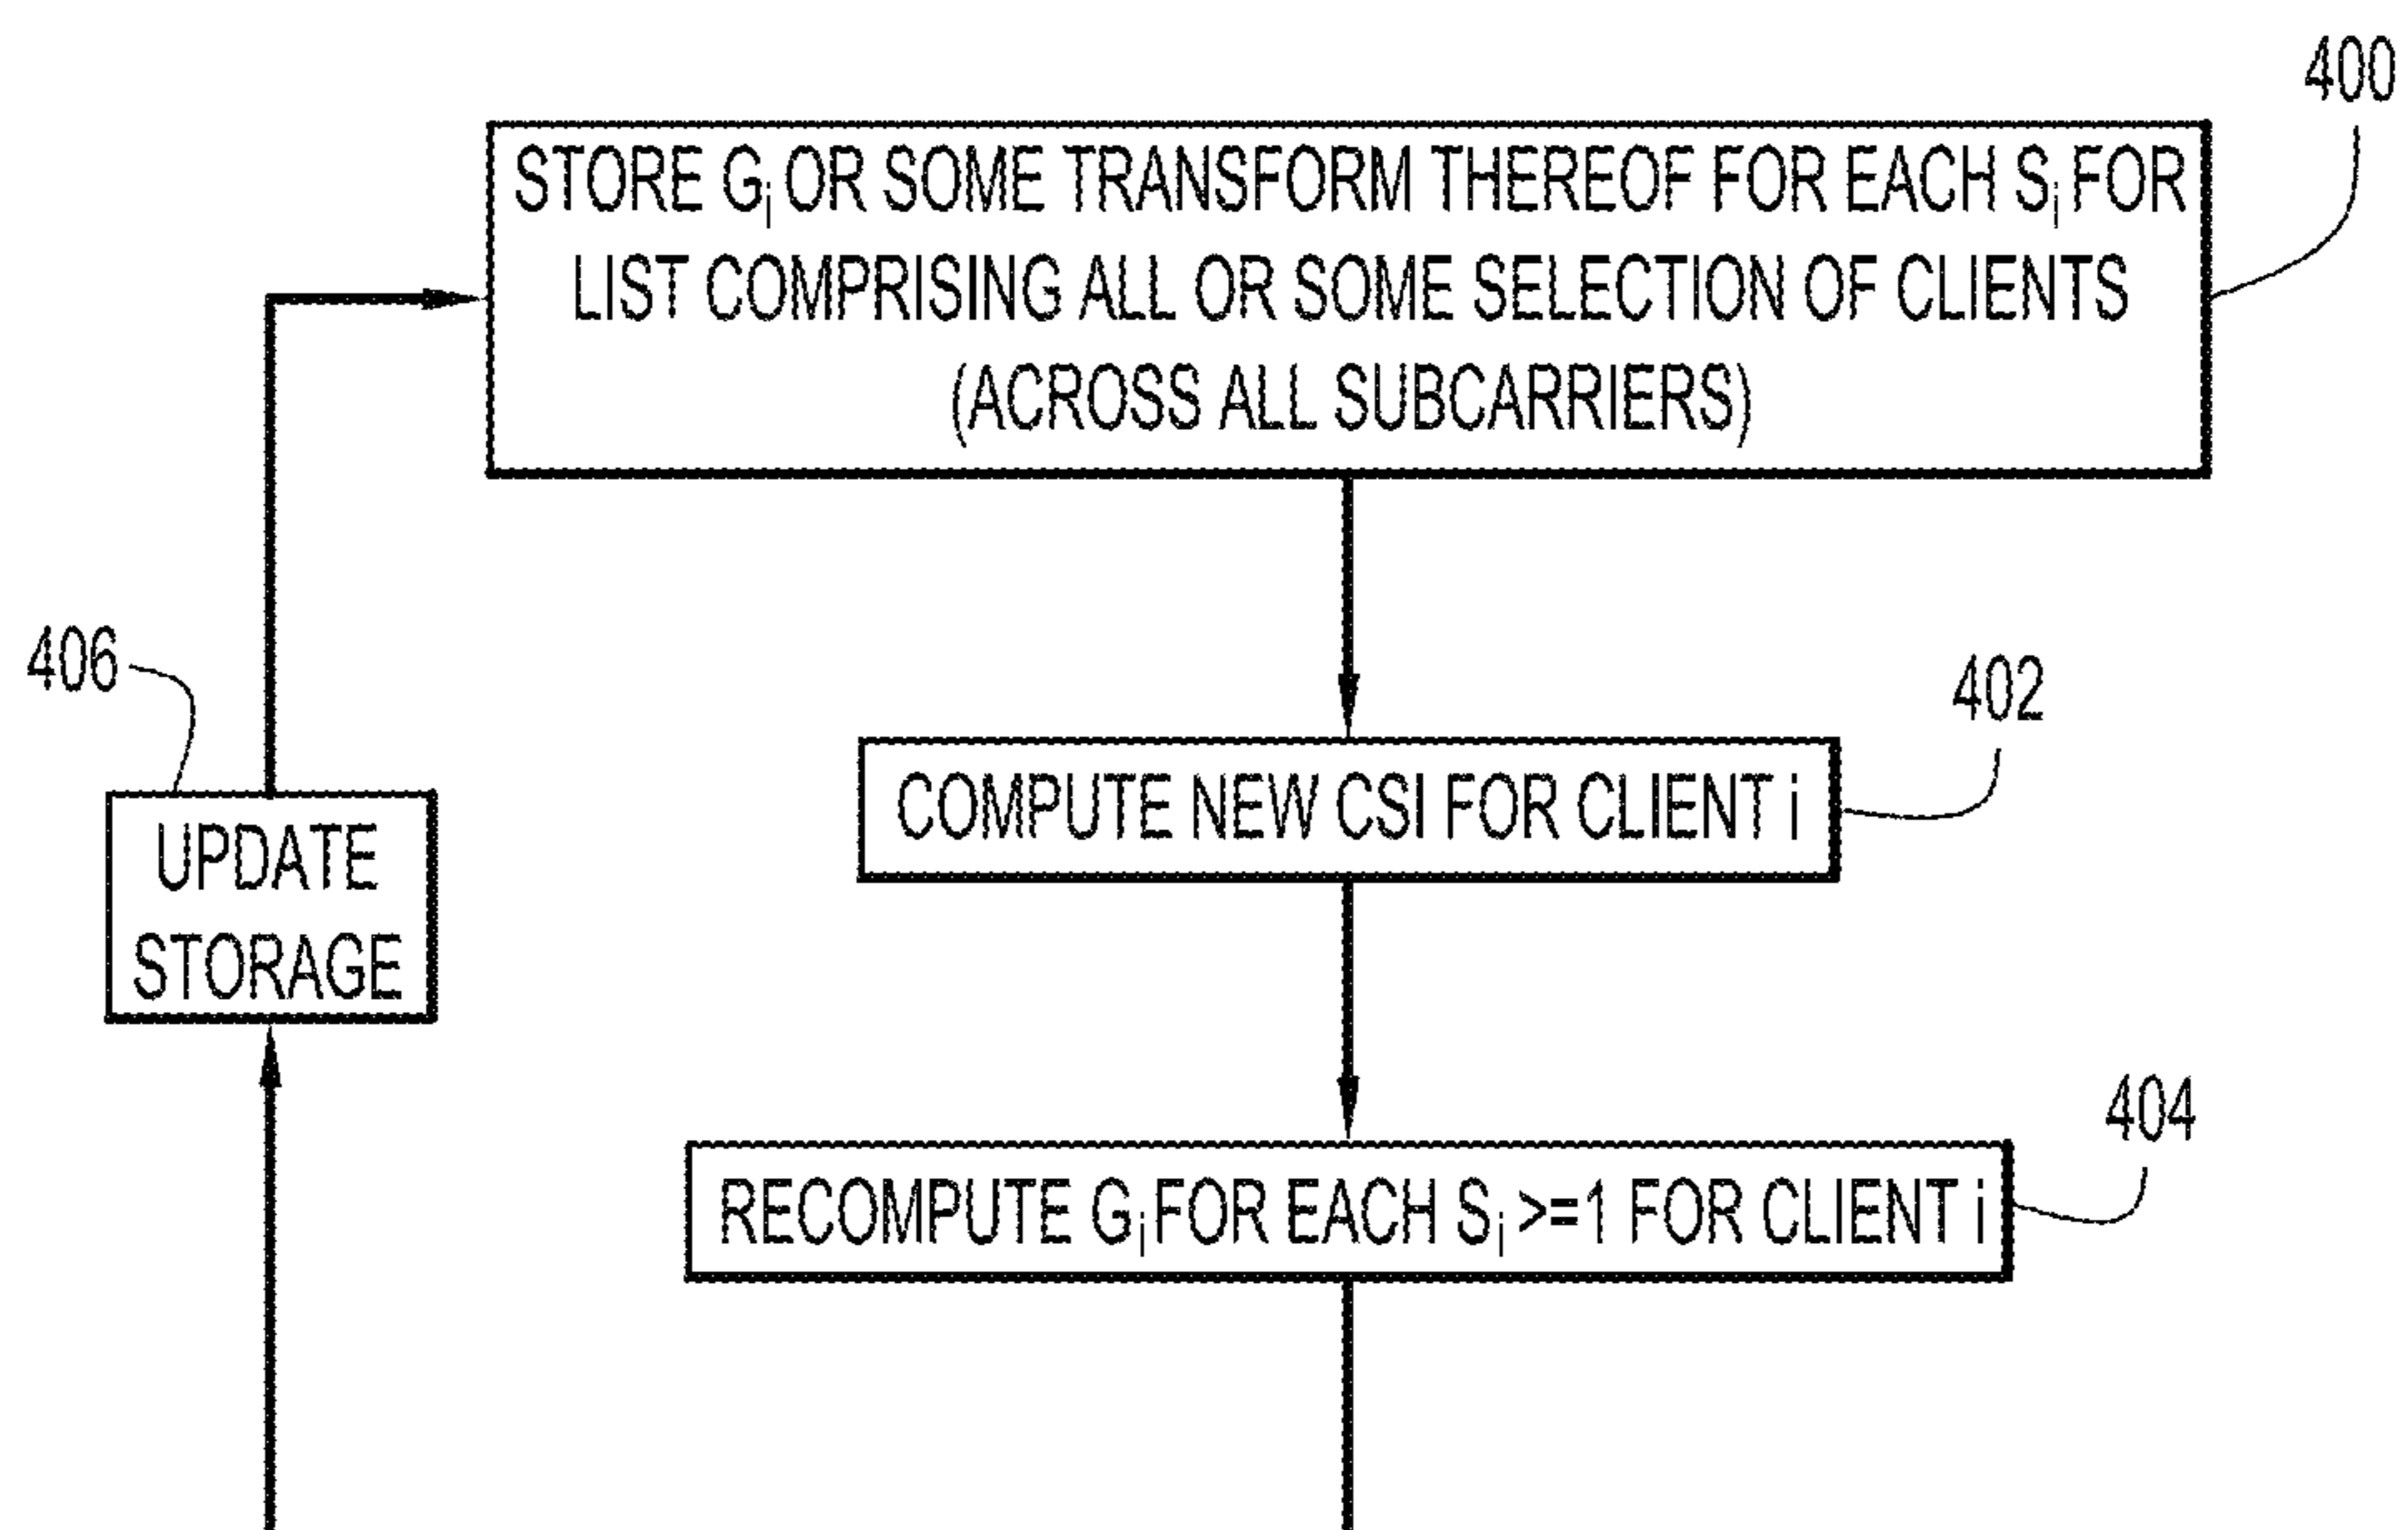 400
STORE Gi OR SOME TRANSFORM THEREOF FOR EACH Si FOR
LIST COMPRISING ALL OR SOME SELECTION OF CLIENTS
(ACROSS ALL SUBCARRIERS)
406
402
COMPUTE NEW CSI FOR CLIENT i
UPDATE
STORAGE
404
RECOMPUTE Gi FOR EACH Si >=1 FOR CLIENT i